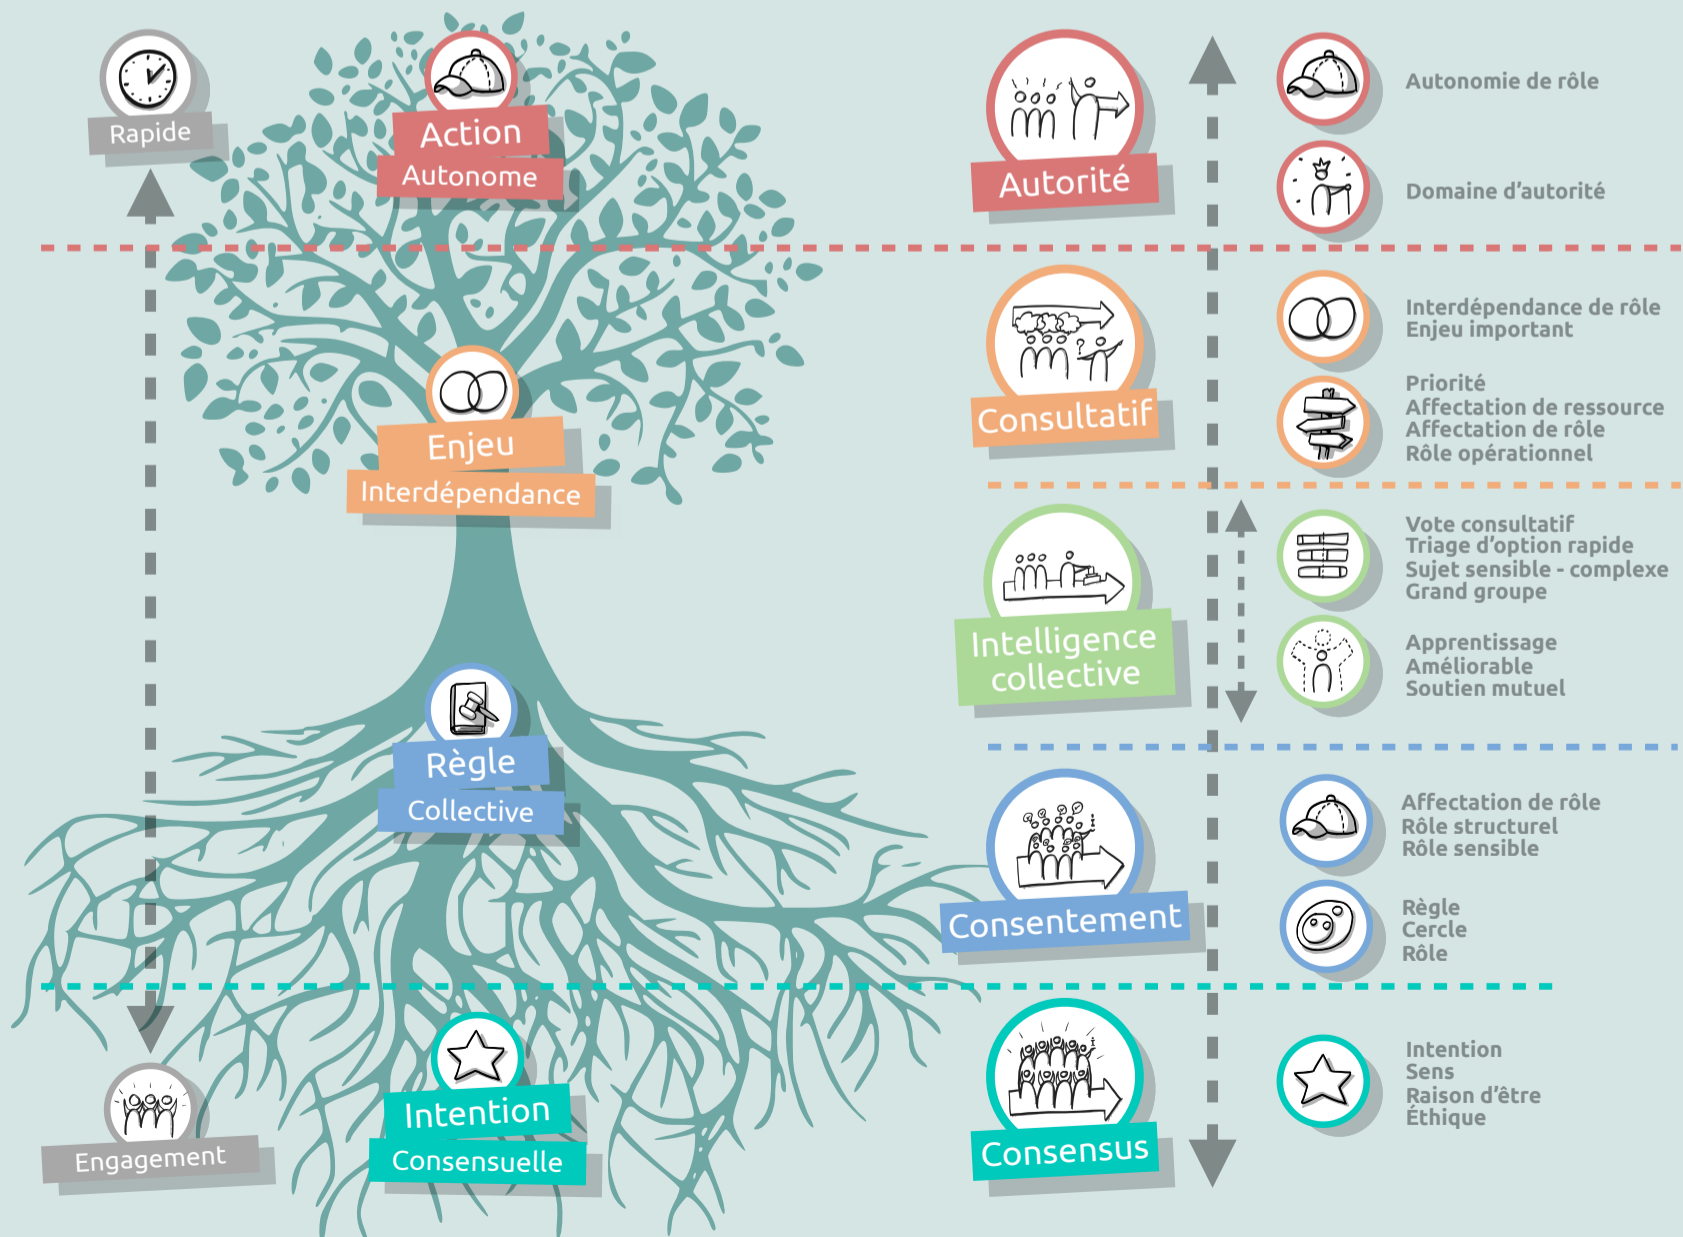 Rapide
Action
Autonome
Enjeu
Interdépendance
Règle
Collective
Intention
Consensuelle
Engagement
Autorité
Autonomie de rôle
Domaine d'autorité
Consultatif
Interdépendance de rôle
Enjeu important
Priorité
Affectation de ressource
Affectation de rôle
Rôle opérationnel
Intelligence
collective
Vote consultatif
Triage d'option rapide
Sujet sensible - complexe
Grand groupe
Apprentissage
Améliorable
Soutien mutuel
Consentement
Affectation de rôle
Rôle structurel
Rôle sensible
Règle
Cercle
Rôle
Consensus
Intention
Sens
Raison d'être
Éthique